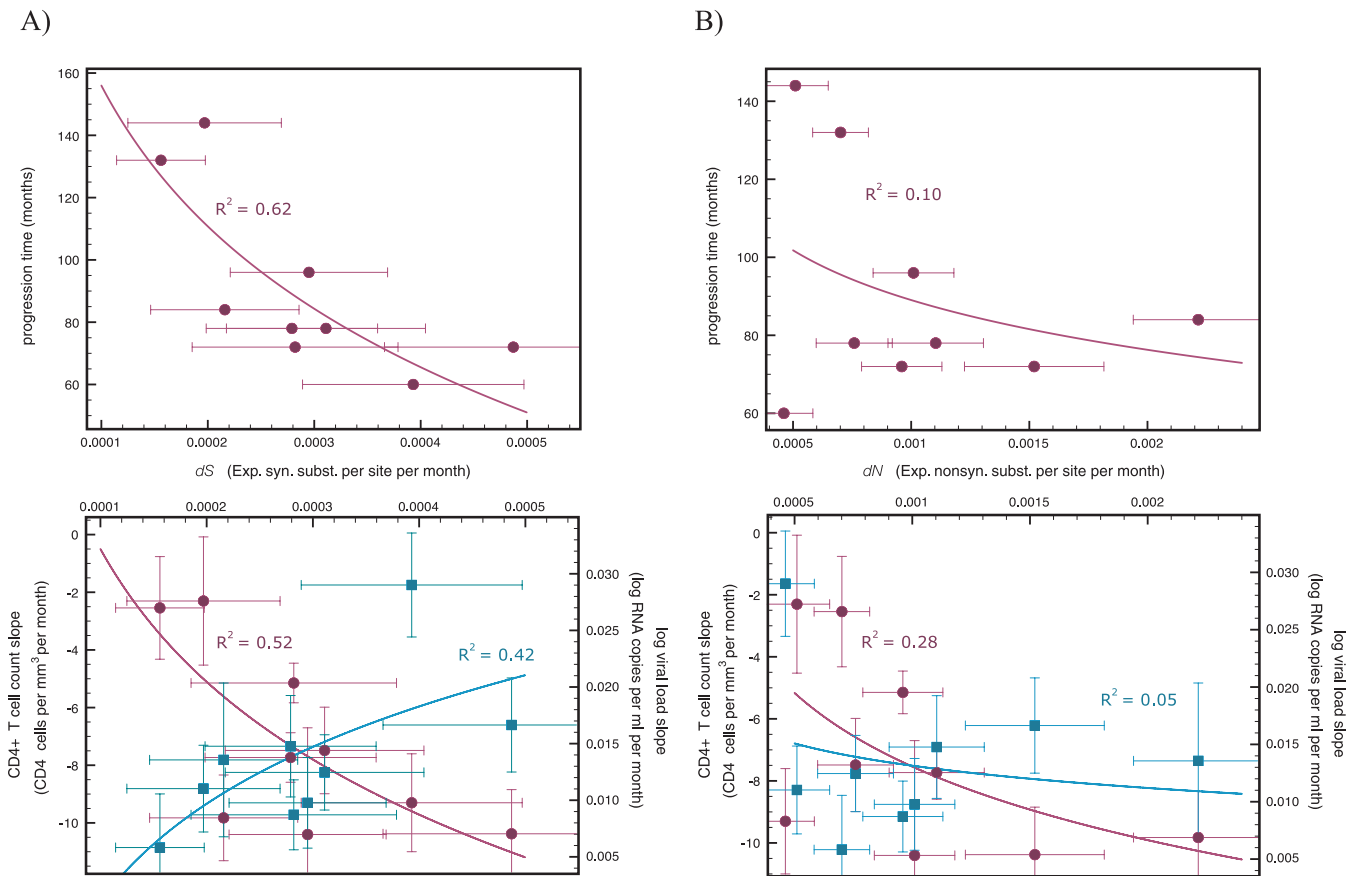 A)
B)
160
140
120
100
80
60
progression time (months)
R² = 0.62
0.0001
0.0002
0.0003
0.0004
0.0005
dS (Exp. syn. subst. per site per month)
140
120
100
80
60
progression time (months)
R² = 0.10
0.0005
0.001
0.0015
0.002
dN (Exp. nonsyn. subst. per site per month)
0.0001
0.0002
0.0003
0.0004
0.0005
0
-2
-4
-6
-8
-10
CD4+ T cell count slope
(CD4 cells per mm³ per month)
R² = 0.52
R² = 0.42
0.030
0.025
0.020
0.015
0.010
0.005
log viral load slope
(log RNA copies per ml per month)
0.0005
0.001
0.0015
0.002
0
-2
-4
-6
-8
-10
CD4+ T cell count slope
(CD4 cells per mm³ per month)
R² = 0.28
R² = 0.05
0.030
0.025
0.020
0.015
0.010
0.005
log viral load slope
(log RNA copies per ml per month)